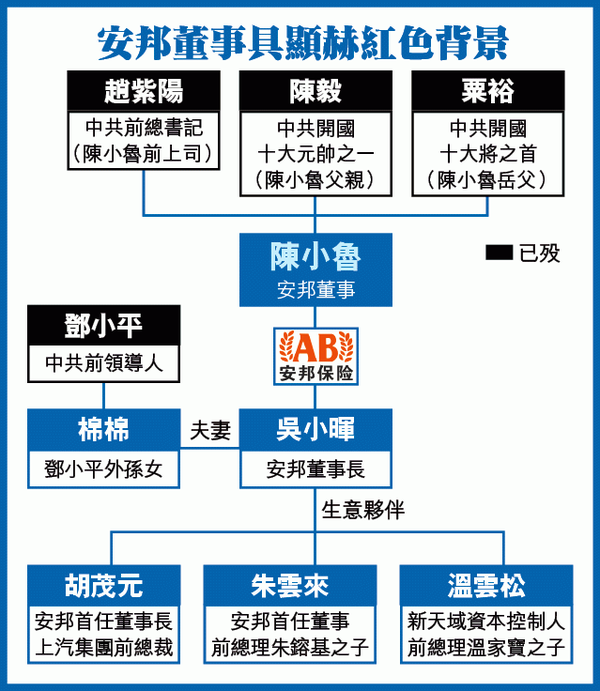 安邦董事具顯赫紅色背景
趙紫陽
中共前總書記
（陳小魯前上司）
陳毅
中共開國
十大元帥之一
（陳小魯父親）
粟裕
中共開國
十大將之首
（陳小魯岳父）
陳小魯
安邦董事
已歿
鄧小平
中共前領導人
AB
安邦保险
棉棉
鄧小平外孫女
夫妻
吳小暉
安邦董事長
生意夥伴
胡茂元
安邦首任董事長
上汽集團前總裁
朱雲來
安邦首任董事
前總理朱鎔基之子
溫雲松
新天域資本控制人
前總理溫家寶之子